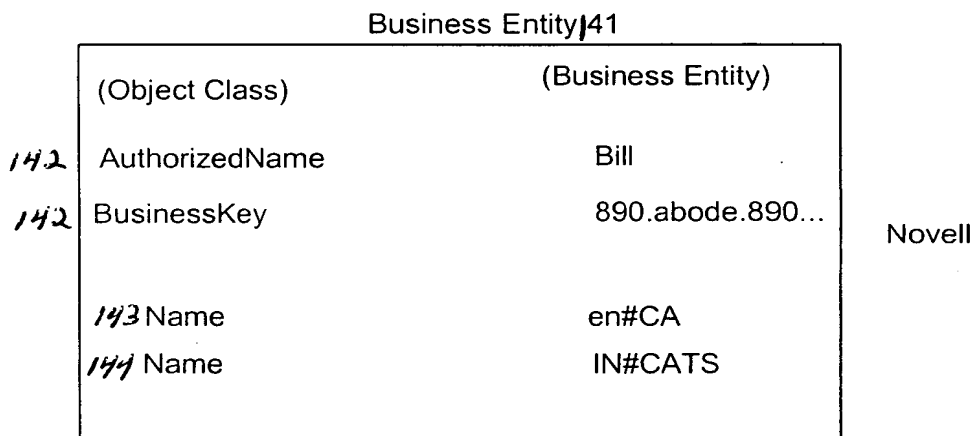 Business Entity 141
(Object Class) (Business Entity)
142 AuthorizedName Bill
142 BusinessKey 890.abode.890...
Novell
143 Name en#CA
144 Name IN#CATS